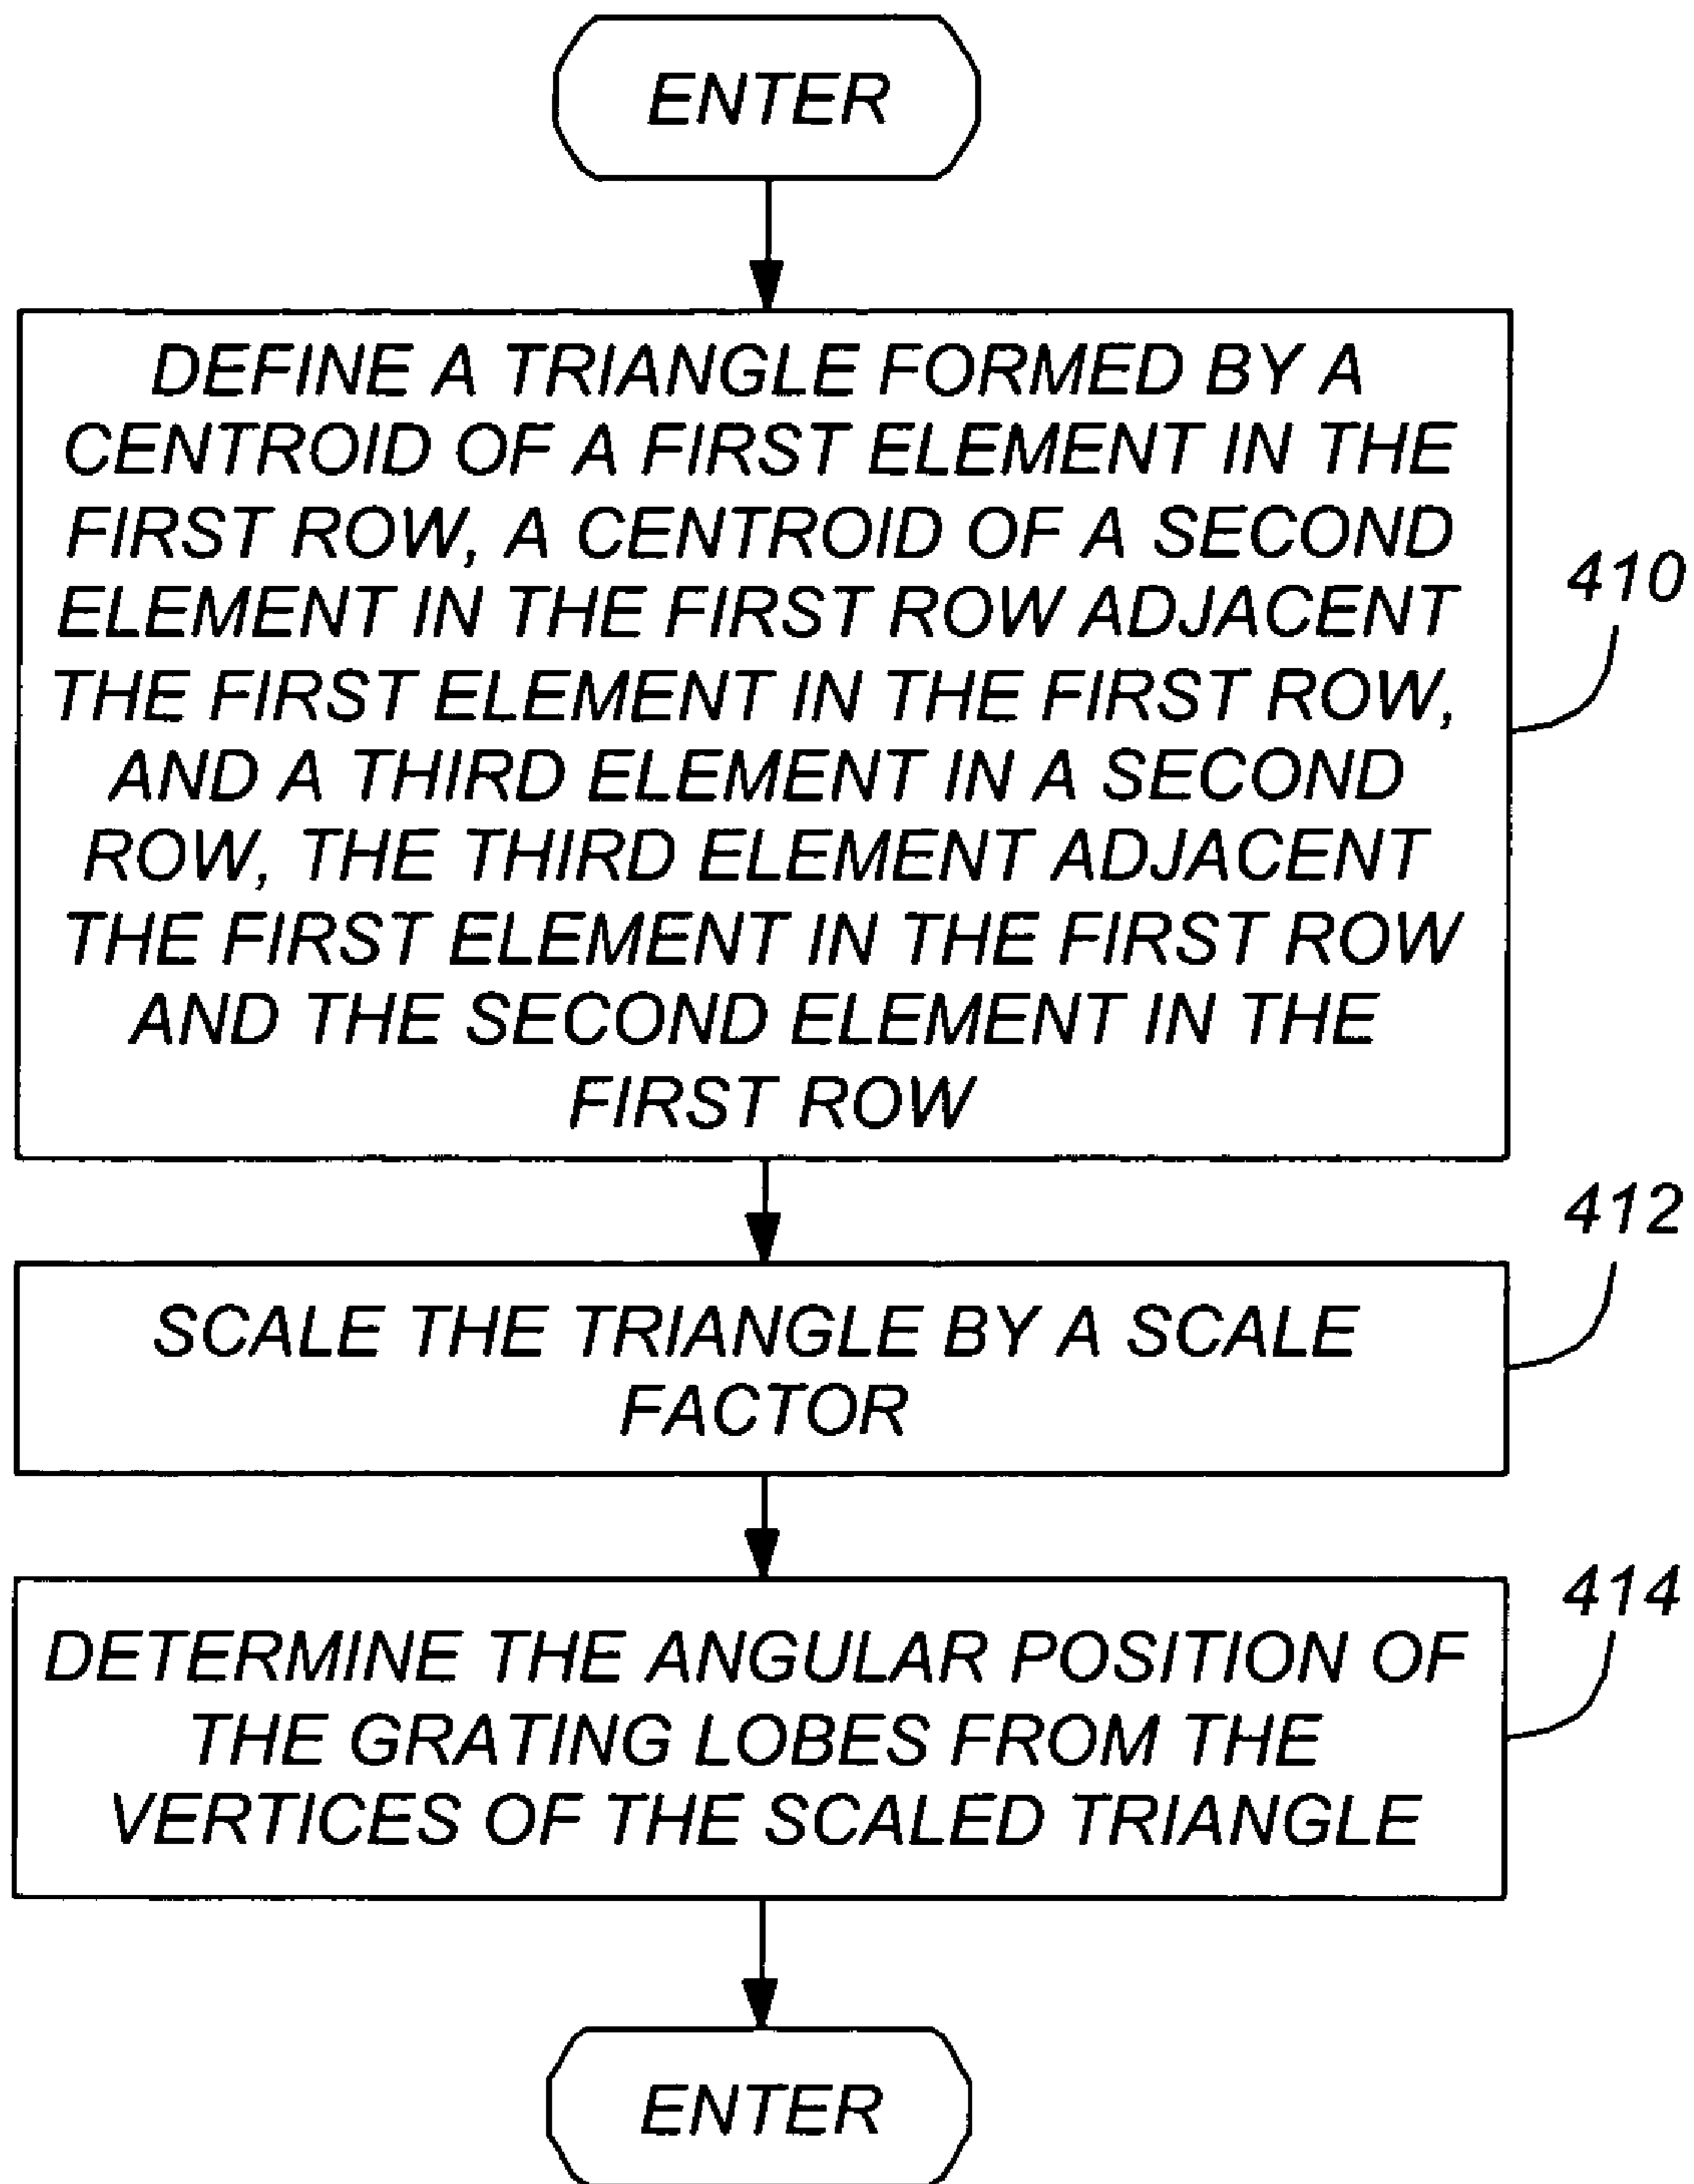 ENTER
DEFINE A TRIANGLE FORMED BY A
CENTROID OF A FIRST ELEMENT IN THE
FIRST ROW, A CENTROID OF A SECOND
ELEMENT IN THE FIRST ROW ADJACENT
THE FIRST ELEMENT IN THE FIRST ROW,
AND A THIRD ELEMENT IN A SECOND
ROW, THE THIRD ELEMENT ADJACENT
THE FIRST ELEMENT IN THE FIRST ROW
AND THE SECOND ELEMENT IN THE
FIRST ROW
410
412
SCALE THE TRIANGLE BY A SCALE
FACTOR
414
DETERMINE THE ANGULAR POSITION OF
THE GRATING LOBES FROM THE
VERTICES OF THE SCALED TRIANGLE
ENTER